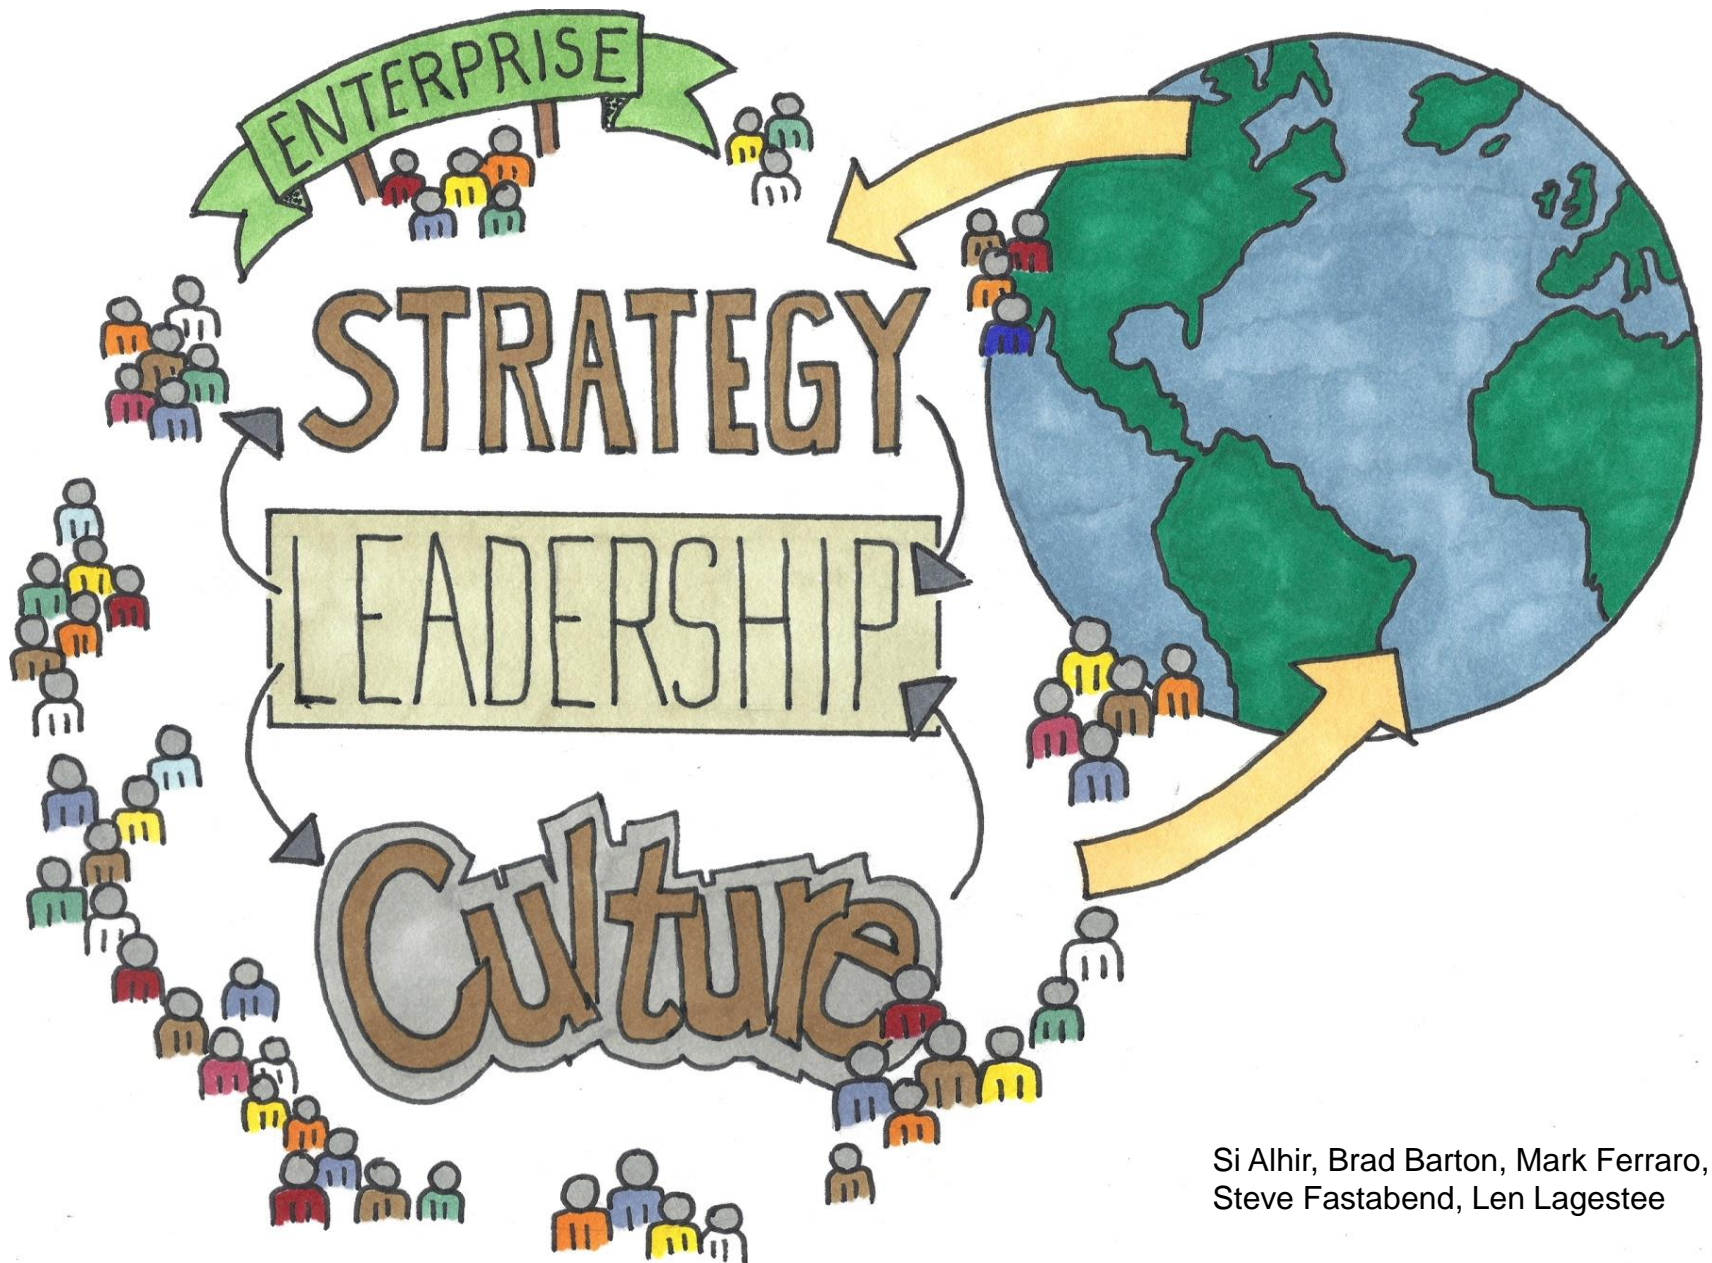 ENTERPRISE
STRATEGY
LEADERSHIP
Culture
Si Alhir, Brad Barton, Mark Ferraro,
Steve Fastabend, Len Lagestee